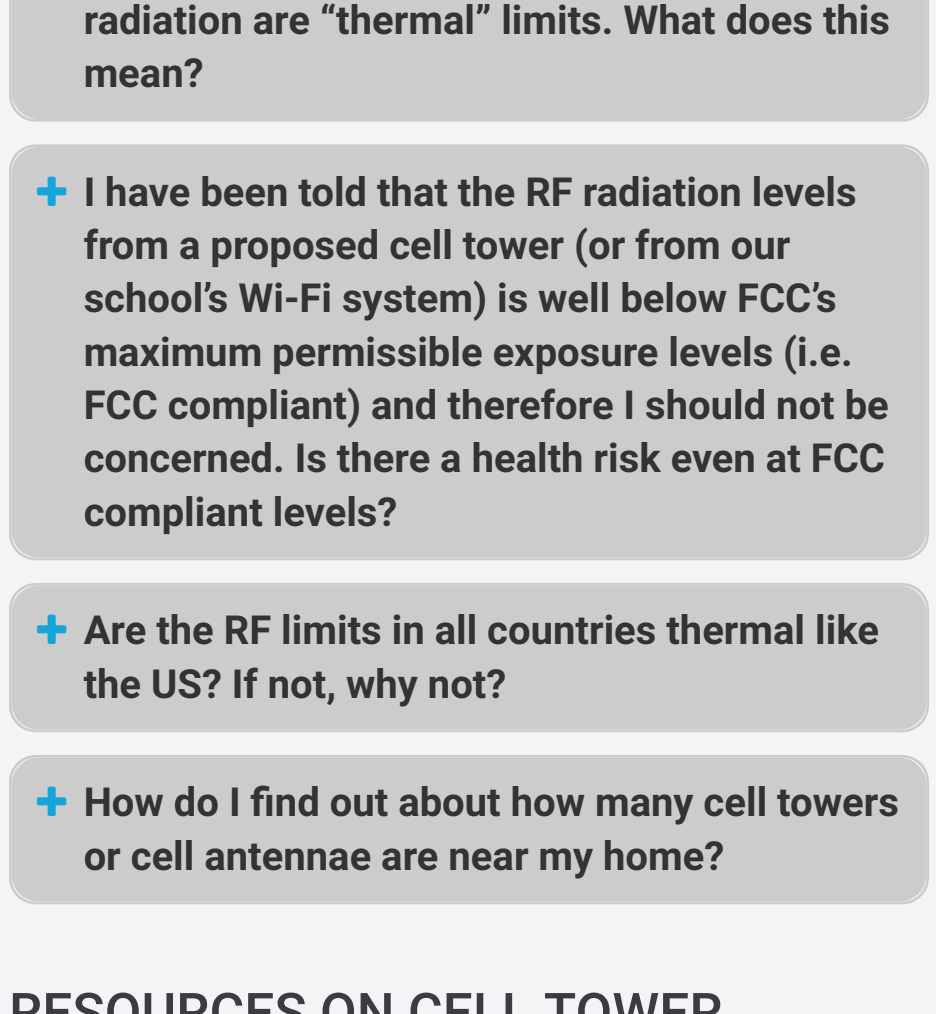 radiation are “thermal” limits. What does this
mean?
I have been told that the RF radiation levels
from a proposed cell tower (or from our
school’s Wi-Fi system) is well below FCC’s
maximum permissible exposure levels (i.e.
FCC compliant) and therefore I should not be
concerned. Is there a health risk even at FCC
compliant levels?
Are the RF limits in all countries thermal like
the US? If not, why not?
How do I find out about how many cell towers
or cell antennae are near my home?
RESOURCES ON CELL TOWER